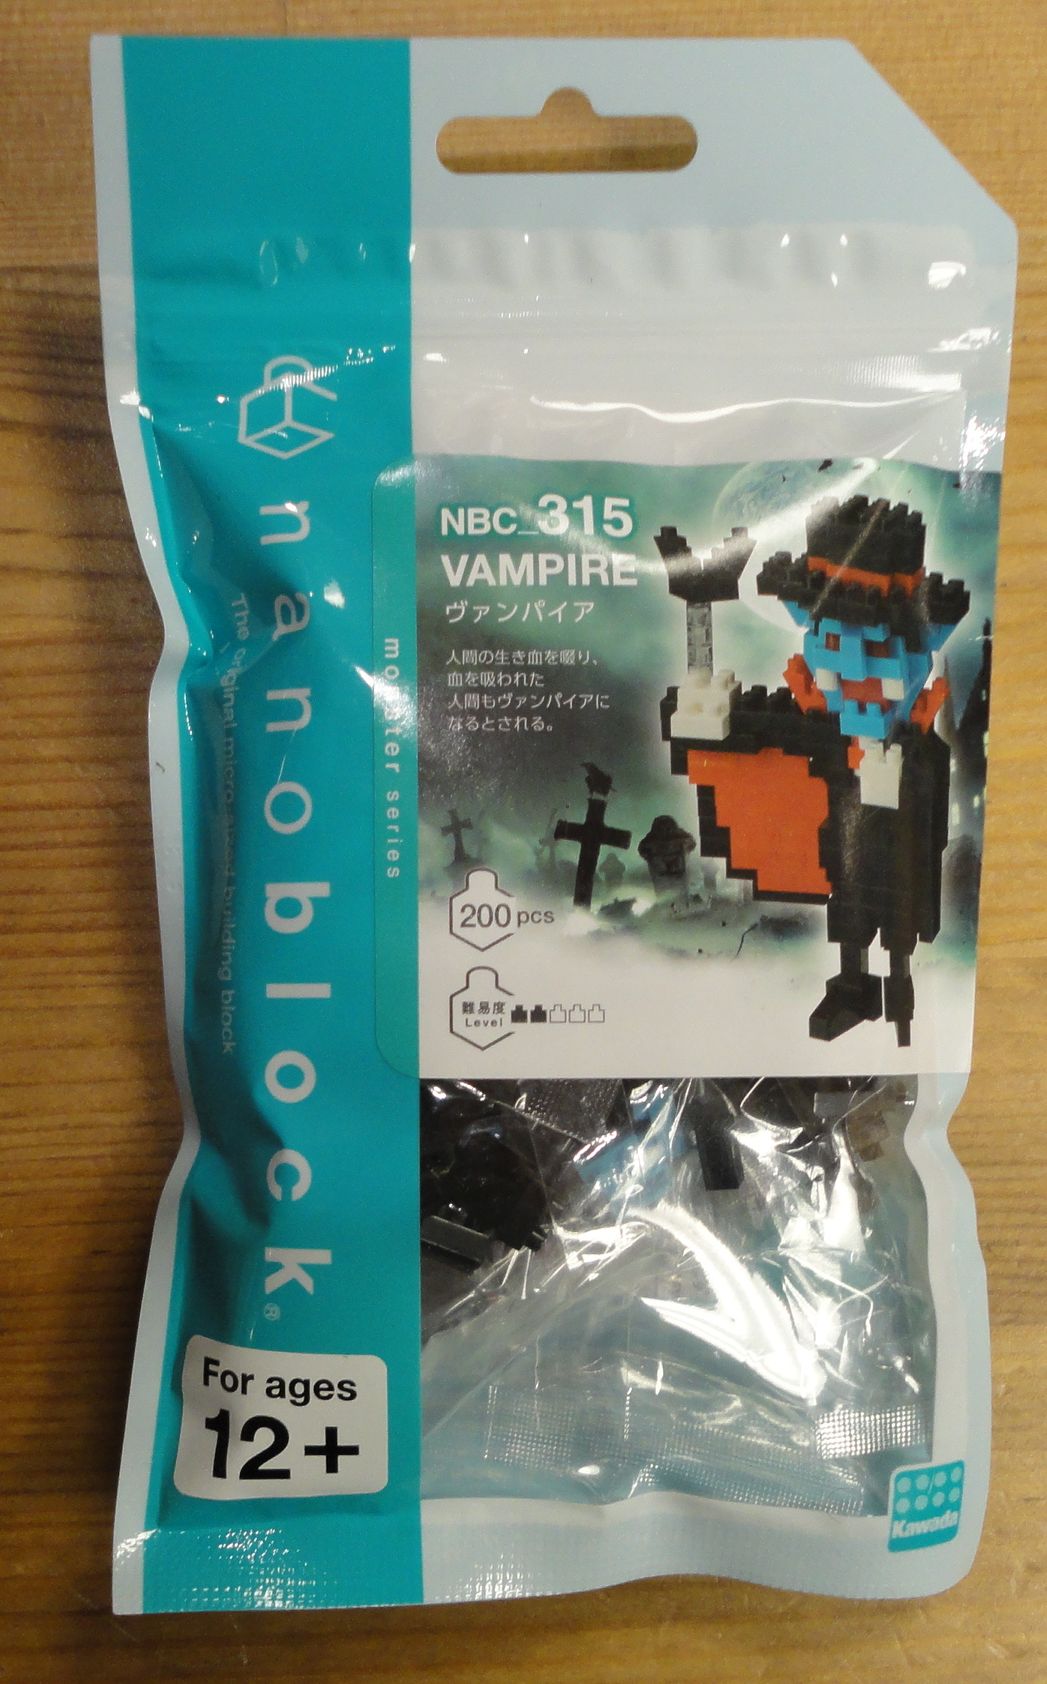 nanoblock®
The original micro-sized building block
monster series
NBC_315
VAMPIRE
ヴァンパイア
人間の生き血を啜り、
血を吸われた
人間もヴァンパイアに
なるとされる。
200 pcs
難易度
Level
For ages
12+
Kawada